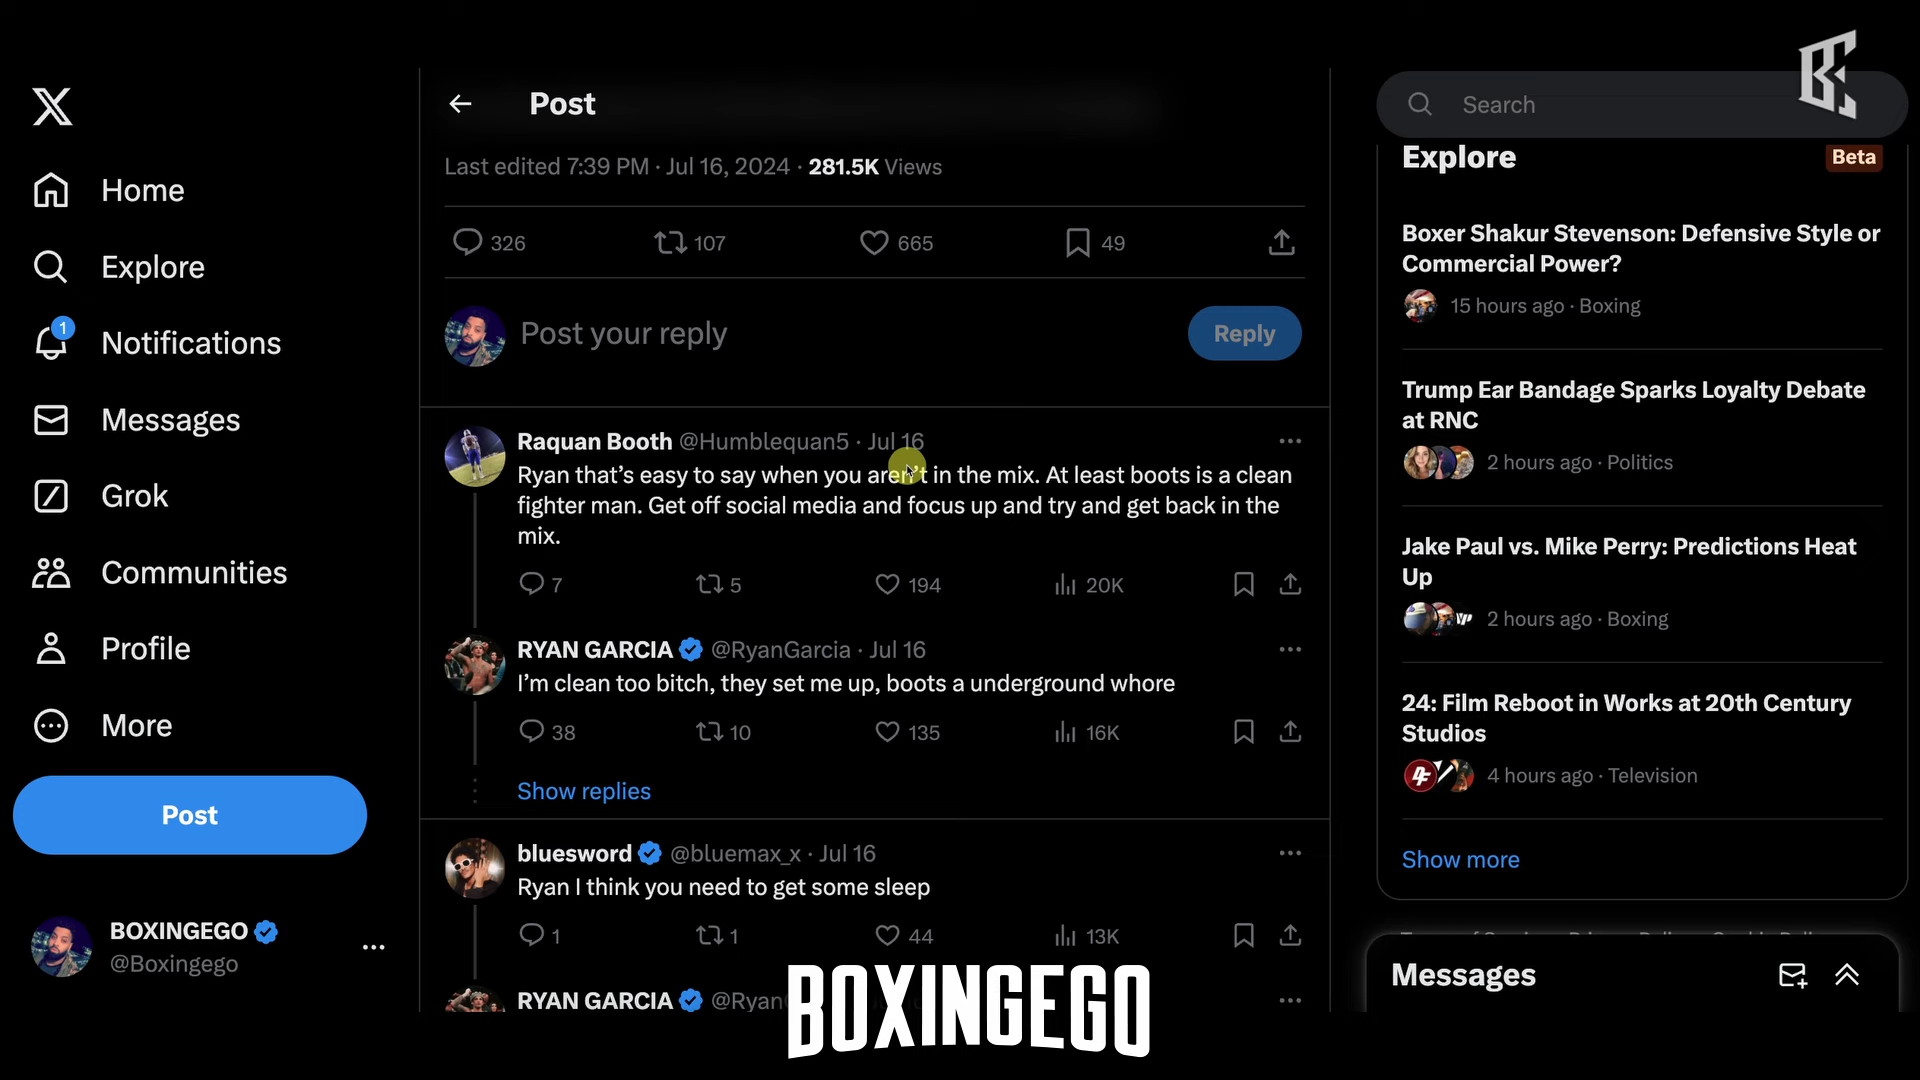 Post
Search
Last edited 7:39 PM · Jul 16, 2024 · 281.5K Views
Explore
Beta
Home
Boxer Shakur Stevenson: Defensive Style or
Commercial Power?
326
107
665
49
Explore
15 hours ago · Boxing
1
Notifications
Post your reply
Reply
Trump Ear Bandage Sparks Loyalty Debate
at RNC
Messages
Raquan Booth @Humblequan5 · Jul 16
2 hours ago · Politics
Ryan that’s easy to say when you aren’t in the mix. At least boots is a clean
fighter man. Get off social media and focus up and try and get back in the
mix.
Grok
Jake Paul vs. Mike Perry: Predictions Heat
Up
Communities
7
5
194
20K
2 hours ago · Boxing
Profile
RYAN GARCIA @RyanGarcia · Jul 16
I’m clean too bitch, they set me up, boots a underground whore
24: Film Reboot in Works at 20th Century
Studios
More
38
10
135
16K
4 hours ago · Television
Show replies
Post
bluesword @bluemax_x · Jul 16
Ryan I think you need to get some sleep
Show more
BOXINGEGO
@Boxingego
1
1
44
13K
Messages
RYAN GARCIA
BOXINGEGO